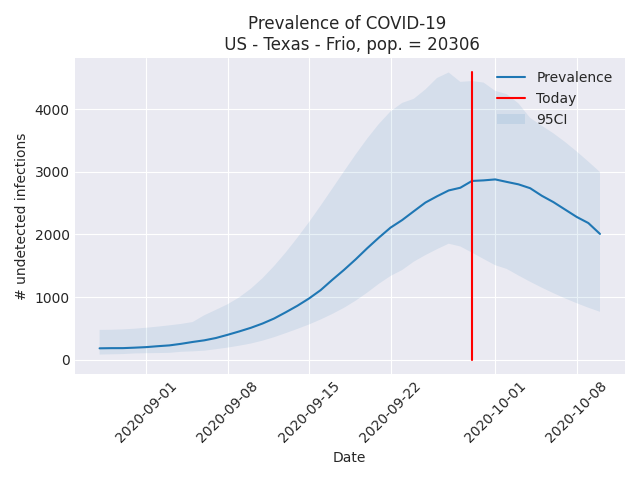 Prevalence of COVID-19
US - Texas - Frio, pop. = 20306
Prevalence
Today
95CI
# undetected infections
4000
3000
2000
1000
0
2020-09-01
2020-09-08
2020-09-15
2020-09-22
2020-10-01
2020-10-08
Date